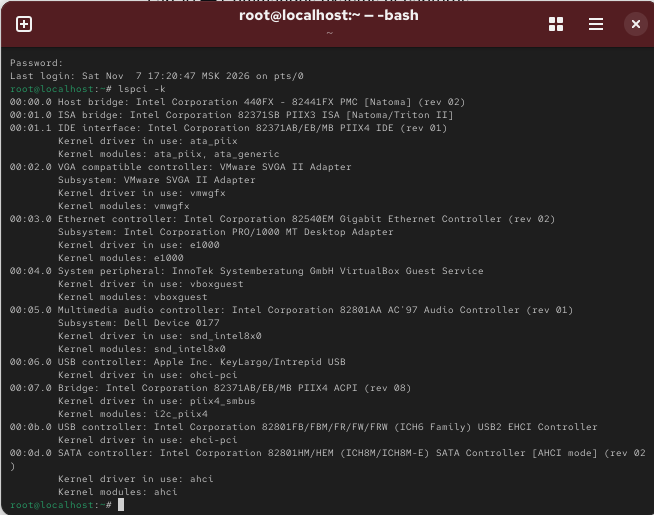 root@localhost:~ — -bash
~
Password:
Last login: Sat Nov  7 17:20:47 MSK 2026 on pts/0
root@localhost:~# lspci -k
00:00.0 Host bridge: Intel Corporation 440FX - 82441FX PMC [Natoma] (rev 02)
00:01.0 ISA bridge: Intel Corporation 82371SB PIIX3 ISA [Natoma/Triton II]
00:01.1 IDE interface: Intel Corporation 82371AB/EB/MB PIIX4 IDE (rev 01)
        Kernel driver in use: ata_piix
        Kernel modules: ata_piix, ata_generic
00:02.0 VGA compatible controller: VMware SVGA II Adapter
        Subsystem: VMware SVGA II Adapter
        Kernel driver in use: vmwgfx
        Kernel modules: vmwgfx
00:03.0 Ethernet controller: Intel Corporation 82540EM Gigabit Ethernet Controller (rev 02)
        Subsystem: Intel Corporation PRO/1000 MT Desktop Adapter
        Kernel driver in use: e1000
        Kernel modules: e1000
00:04.0 System peripheral: InnoTek Systemberatung GmbH VirtualBox Guest Service
        Kernel driver in use: vboxguest
        Kernel modules: vboxguest
00:05.0 Multimedia audio controller: Intel Corporation 82801AA AC'97 Audio Controller (rev 01)
        Subsystem: Dell Device 0177
        Kernel driver in use: snd_intel8x0
        Kernel modules: snd_intel8x0
00:06.0 USB controller: Apple Inc. KeyLargo/Intrepid USB
        Kernel driver in use: ohci-pci
00:07.0 Bridge: Intel Corporation 82371AB/EB/MB PIIX4 ACPI (rev 08)
        Kernel driver in use: piix4_smbus
        Kernel modules: i2c_piix4
00:0b.0 USB controller: Intel Corporation 82801FB/FBM/FR/FW/FRW (ICH6 Family) USB2 EHCI Controller
        Kernel driver in use: ehci-pci
00:0d.0 SATA controller: Intel Corporation 82801HM/HEM (ICH8M/ICH8M-E) SATA Controller [AHCI mode] (rev 02
)
        Kernel driver in use: ahci
        Kernel modules: ahci
root@localhost:~#